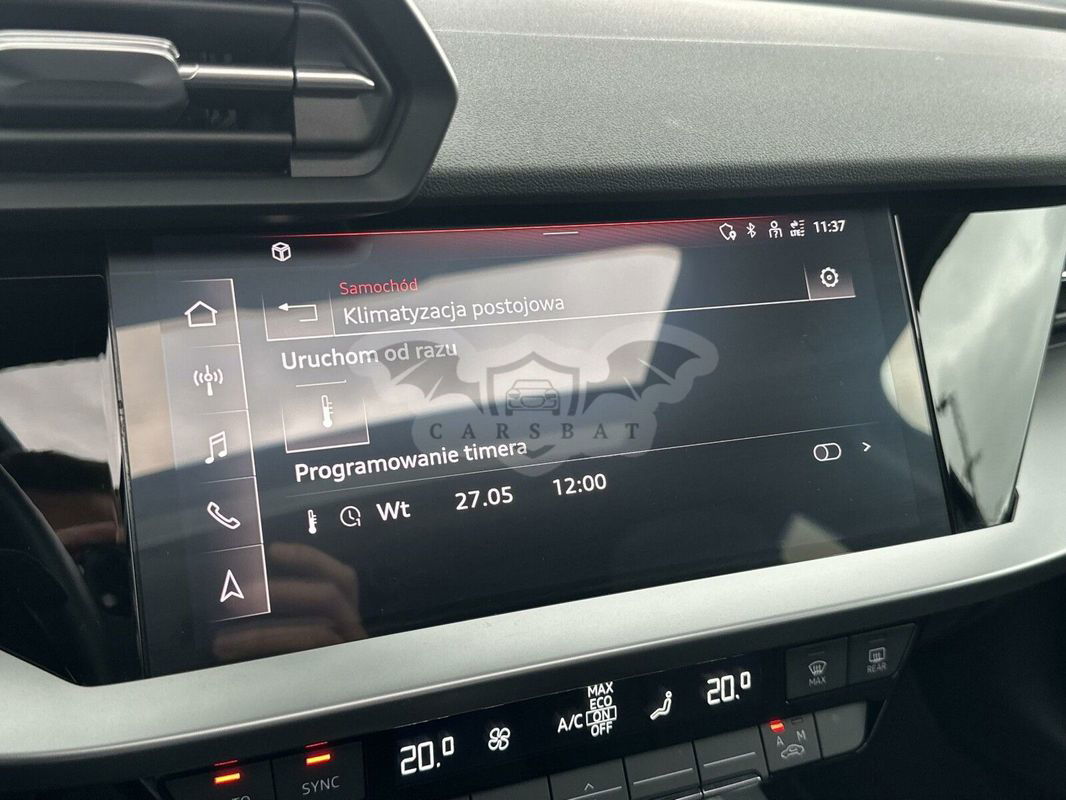 11:37
Samochód
Klimatyzacja postojowa
Uruchom od razu
CARSBAT
Programowanie timera
Wt 27.05 12:00
MAX
REAR
MAX
ECO
A/C ON
OFF
20.0
20.0
A M
SYNC